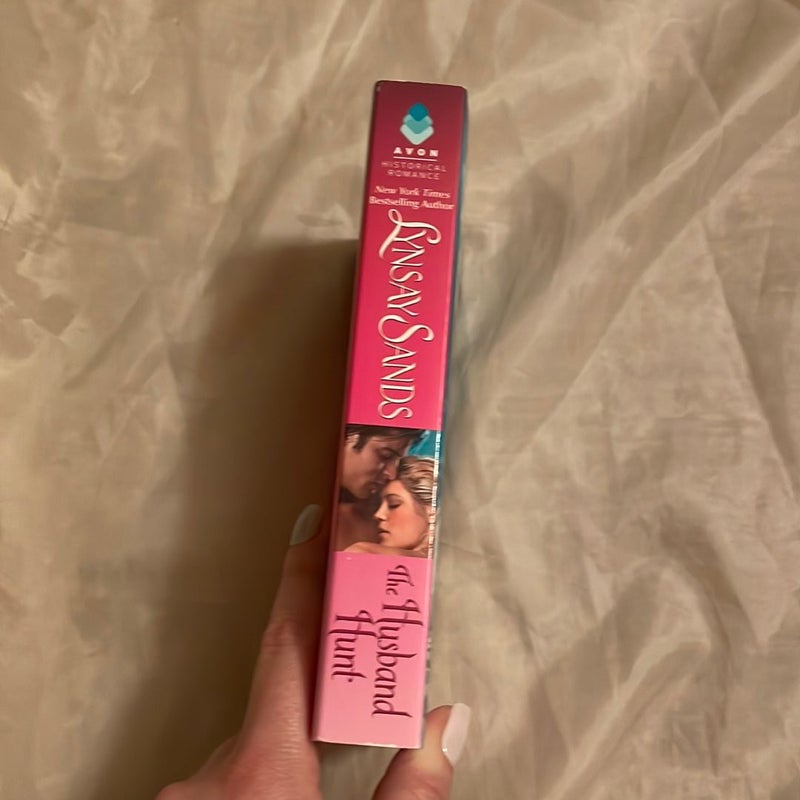 AVON
HISTORICAL
ROMANCE
New York Times
Bestselling Author
LYNSAY SANDS
The Husband
Hunt